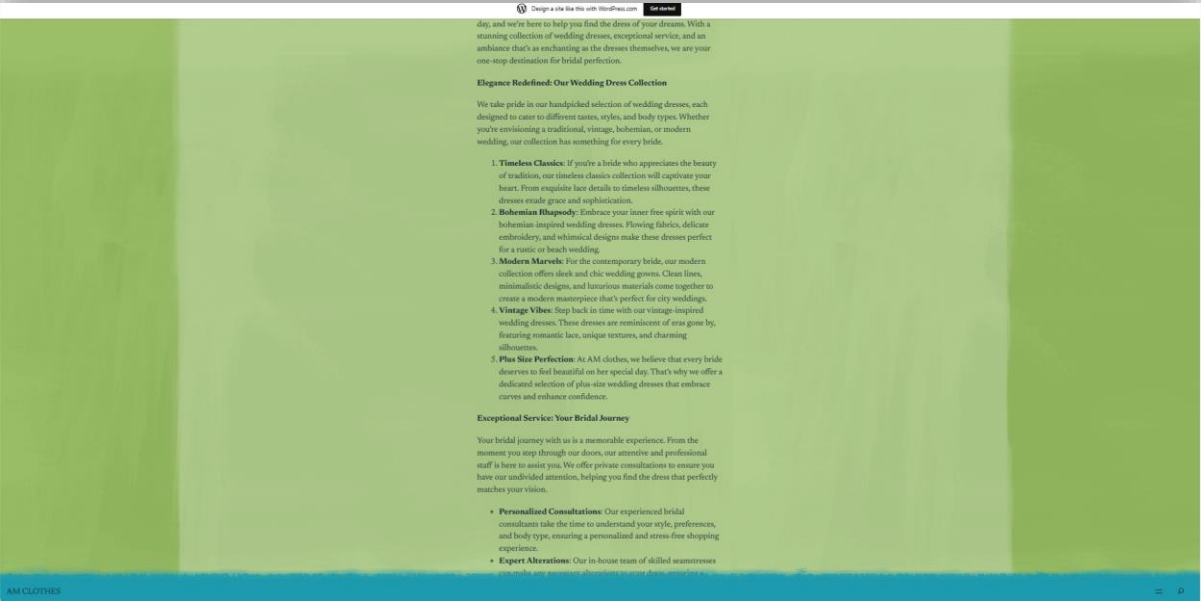 Design a site like this with WordPress.com
Get started
day, and we're here to help you find the dress of your dreams. With a
stunning collection of wedding dresses, exceptional service, and an
ambiance that's as enchanting as the dresses themselves, we are your
one-stop destination for bridal perfection.
Elegance Redefined: Our Wedding Dress Collection
We take pride in our handpicked selection of wedding dresses, each
designed to cater to different tastes, styles, and body types. Whether
you're envisioning a traditional, vintage, bohemian, or modern
wedding, our collection has something for every bride.
1. Timeless Classics: If you're a bride who appreciates the beauty
of tradition, our timeless classics collection will captivate your
heart. From exquisite lace details to timeless silhouettes, these
dresses exude grace and sophistication.
2. Bohemian Rhapsody: Embrace your inner free spirit with our
bohemian-inspired wedding dresses. Flowing fabrics, delicate
embroidery, and whimsical designs make these dresses perfect
for a rustic or beach wedding.
3. Modern Marvels: For the contemporary bride, our modern
collection offers sleek and chic wedding gowns. Clean lines,
minimalistic designs, and luxurious materials come together to
create a modern masterpiece that's perfect for city weddings.
4. Vintage Vibes: Step back in time with our vintage-inspired
wedding dresses. These dresses are reminiscent of eras gone by,
featuring romantic lace, unique textures, and charming
silhouettes.
5. Plus Size Perfection: At AM clothes, we believe that every bride
deserves to feel beautiful on her special day. That's why we offer a
dedicated selection of plus-size wedding dresses that embrace
curves and enhance confidence.
Exceptional Service: Your Bridal Journey
Your bridal journey with us is a memorable experience. From the
moment you step through our doors, our attentive and professional
staff is here to assist you. We offer private consultations to ensure you
have our undivided attention, helping you find the dress that perfectly
matches your vision.
• Personalized Consultations: Our experienced bridal
consultants take the time to understand your style, preferences,
and body type, ensuring a personalized and stress-free shopping
experience.
• Expert Alterations: Our in-house team of skilled seamstresses
AM CLOTHES